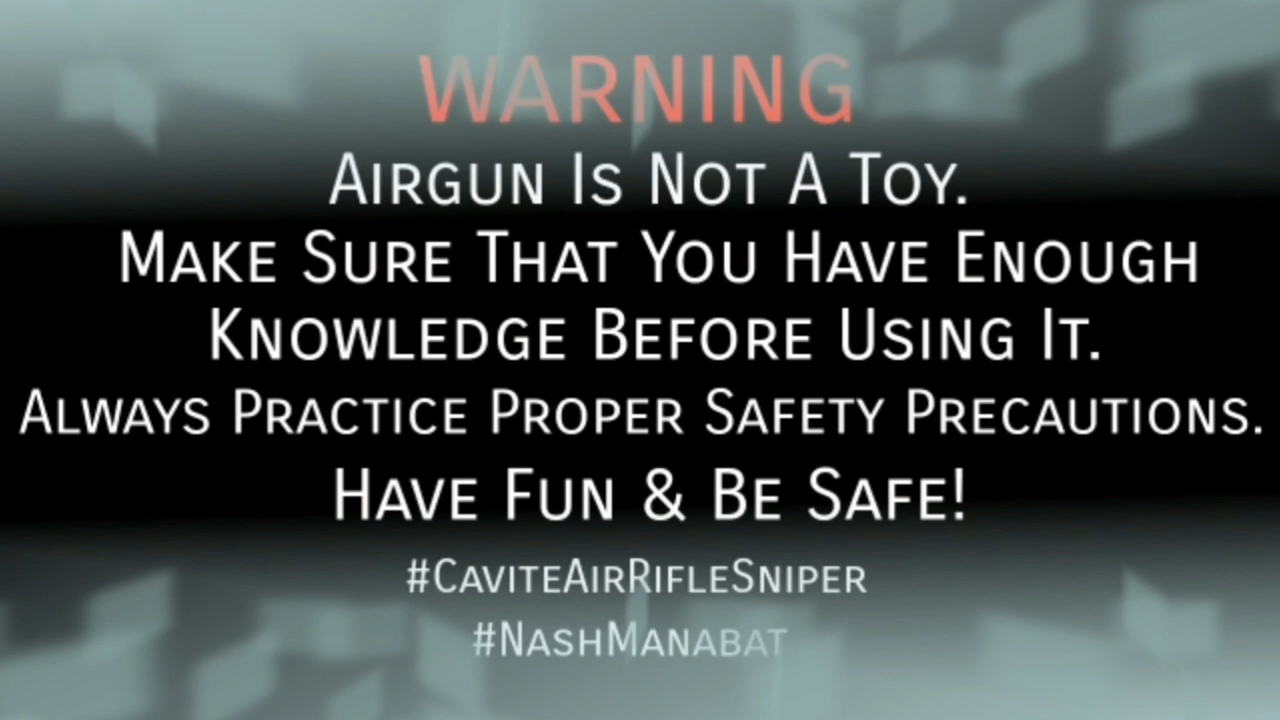 WARNING
AIRGUN IS NOT A TOY.
MAKE SURE THAT YOU HAVE ENOUGH
KNOWLEDGE BEFORE USING IT.
ALWAYS PRACTICE PROPER SAFETY PRECAUTIONS.
HAVE FUN & BE SAFE!
#CAVITEAIRRIFLESNIPER
#NASHMANABAT